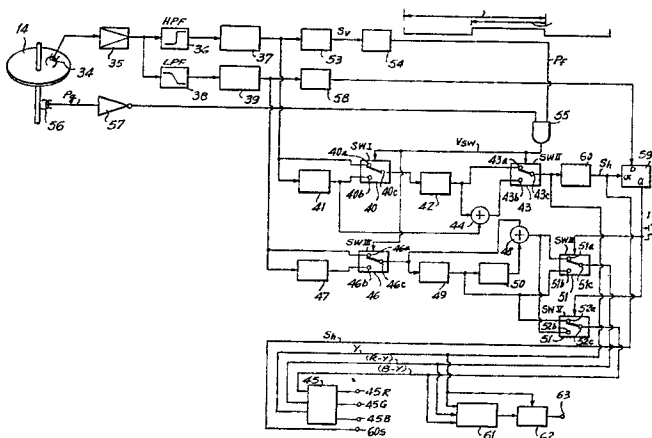 14
34
35
HPF
36
37
Sv
53
54
LPF
38
39
58
Pf
56
Pg
57
55
Vsw
SWI
40a
40b
40c
40
41
42
43a
SWII
43b
43c
43
44
60
Sh
59
D
Q
SWIII
46a
46b
46c
46
47
48
49
50
51a
51b
51c
51
SWV
52a
52b
52c
51
Sh
Y
(R-Y)
(B-Y)
45
45R
45G
45B
60S
61
62
63